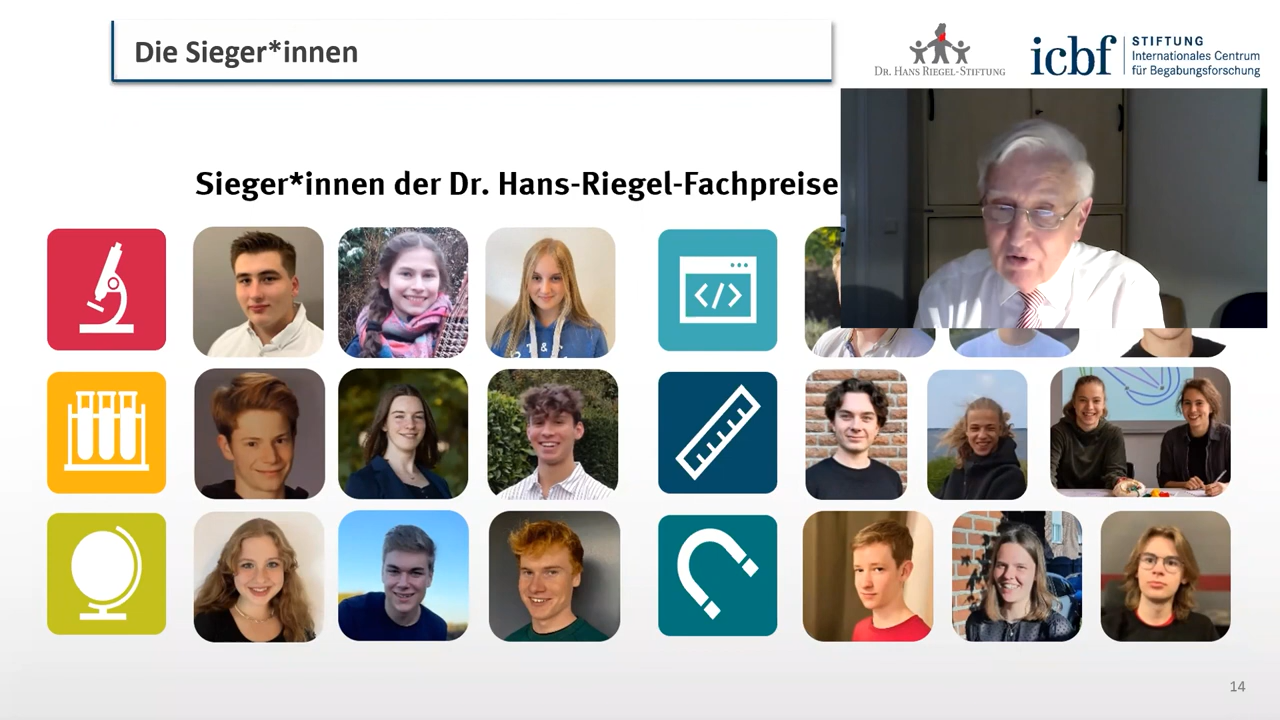 Die Sieger*innen
DR. HANS RIEGEL-STIFTUNG
icbf
STIFTUNG
Internationales Centrum
für Begabungsforschung
Sieger*innen der Dr. Hans-Riegel-Fachpreise
</>
14